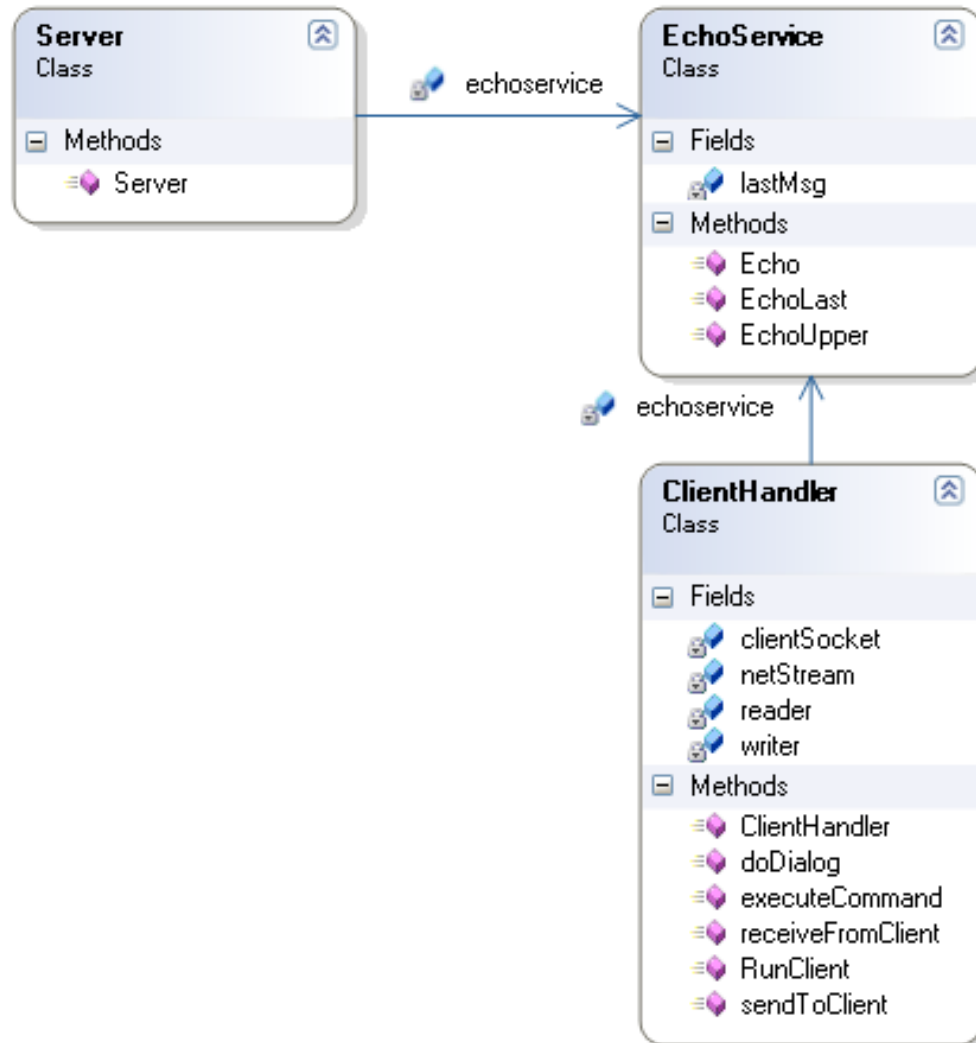 Server
Class
Methods
Server
echoservice
EchoService
Class
Fields
lastMsg
Methods
Echo
EchoLast
EchoUpper
echoservice
ClientHandler
Class
Fields
clientSocket
netStream
reader
writer
Methods
ClientHandler
doDialog
executeCommand
receiveFromClient
RunClient
sendToClient